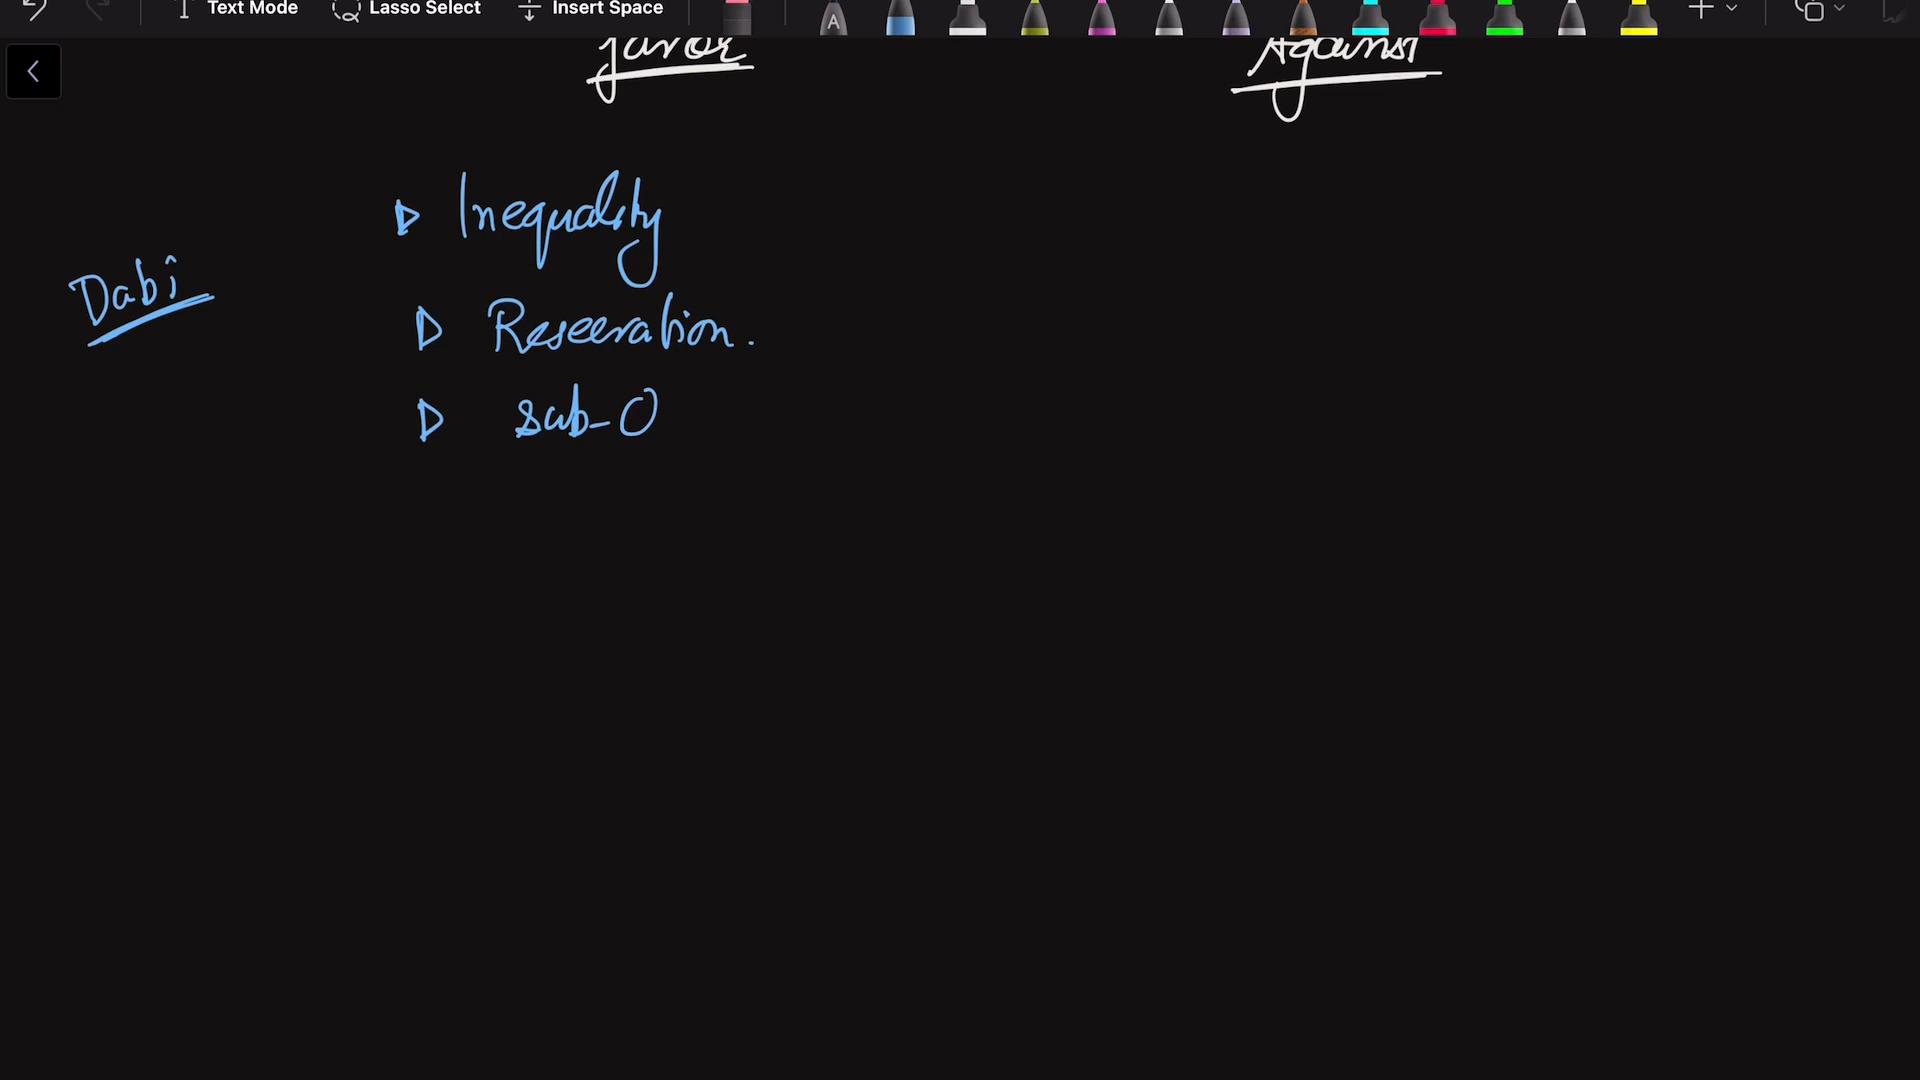 Text Mode Lasso Select Insert Space
A
favor Against
Inequality
Dabi
Reseeration.
sub-O